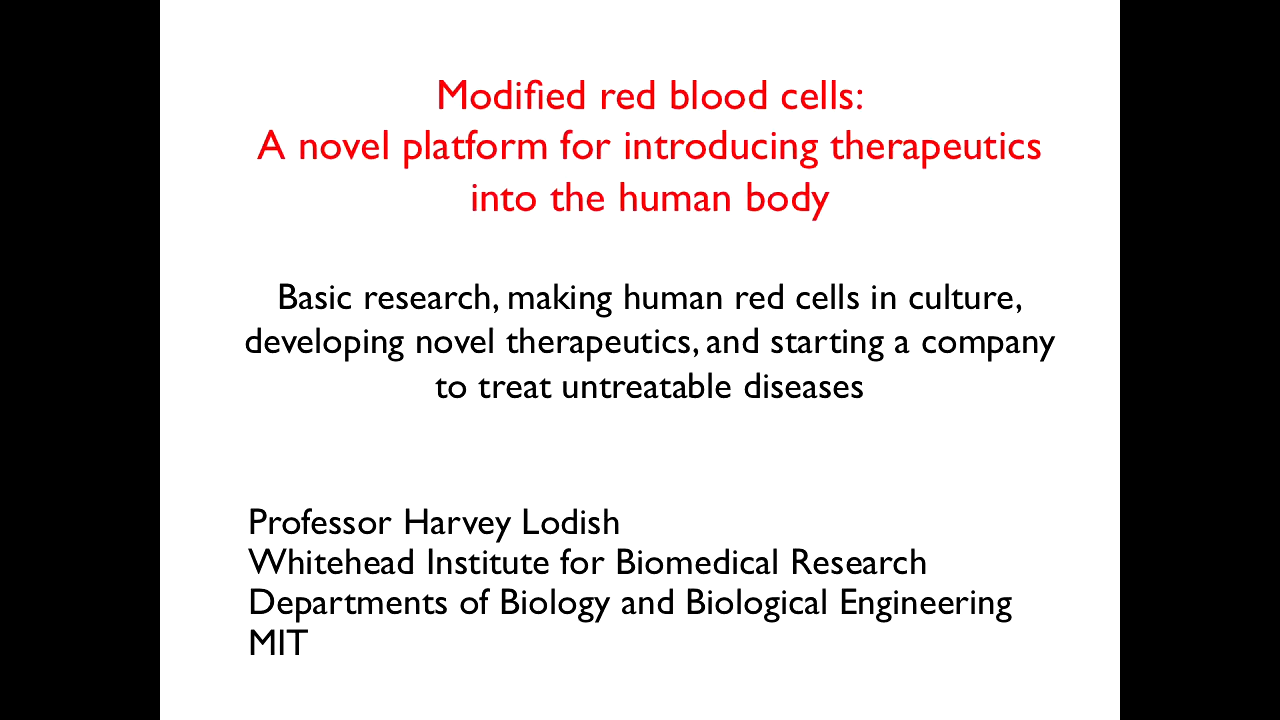 Modified red blood cells:
A novel platform for introducing therapeutics
into the human body
Basic research, making human red cells in culture,
developing novel therapeutics, and starting a company
to treat untreatable diseases
Professor Harvey Lodish
Whitehead Institute for Biomedical Research
Departments of Biology and Biological Engineering
MIT